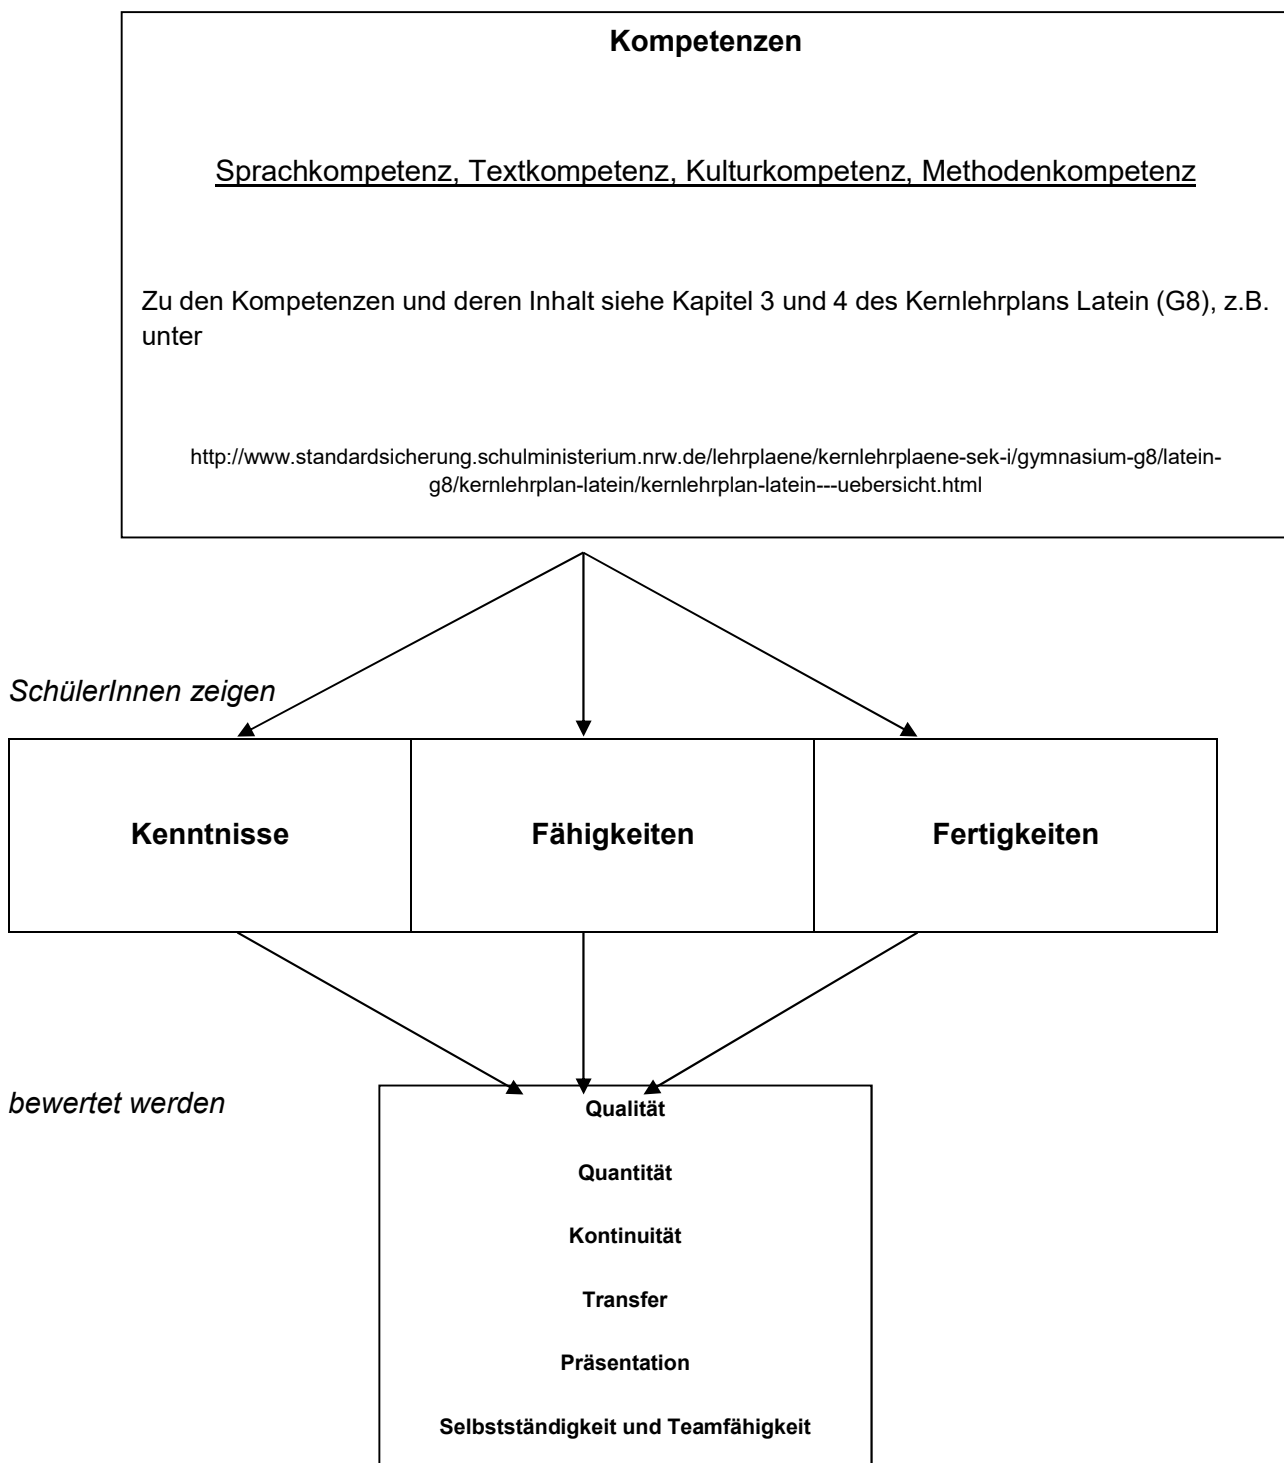 Kompetenzen
Sprachkompetenz, Textkompetenz, Kulturkompetenz, Methodenkompetenz
Zu den Kompetenzen und deren Inhalt siehe Kapitel 3 und 4 des Kernlehrplans Latein (G8), z.B.
unter
http://www.standardsicherung.schulministerium.nrw.de/lehrplaene/kernlehrplaene-sek-i/gymnasium-g8/latein-
g8/kernlehrplan-latein/kernlehrplan-latein---uebersicht.html
SchülerInnen zeigen
Kenntnisse
Fähigkeiten
Fertigkeiten
bewertet werden
Qualität
Quantität
Kontinuität
Transfer
Präsentation
Selbstständigkeit und Teamfähigkeit